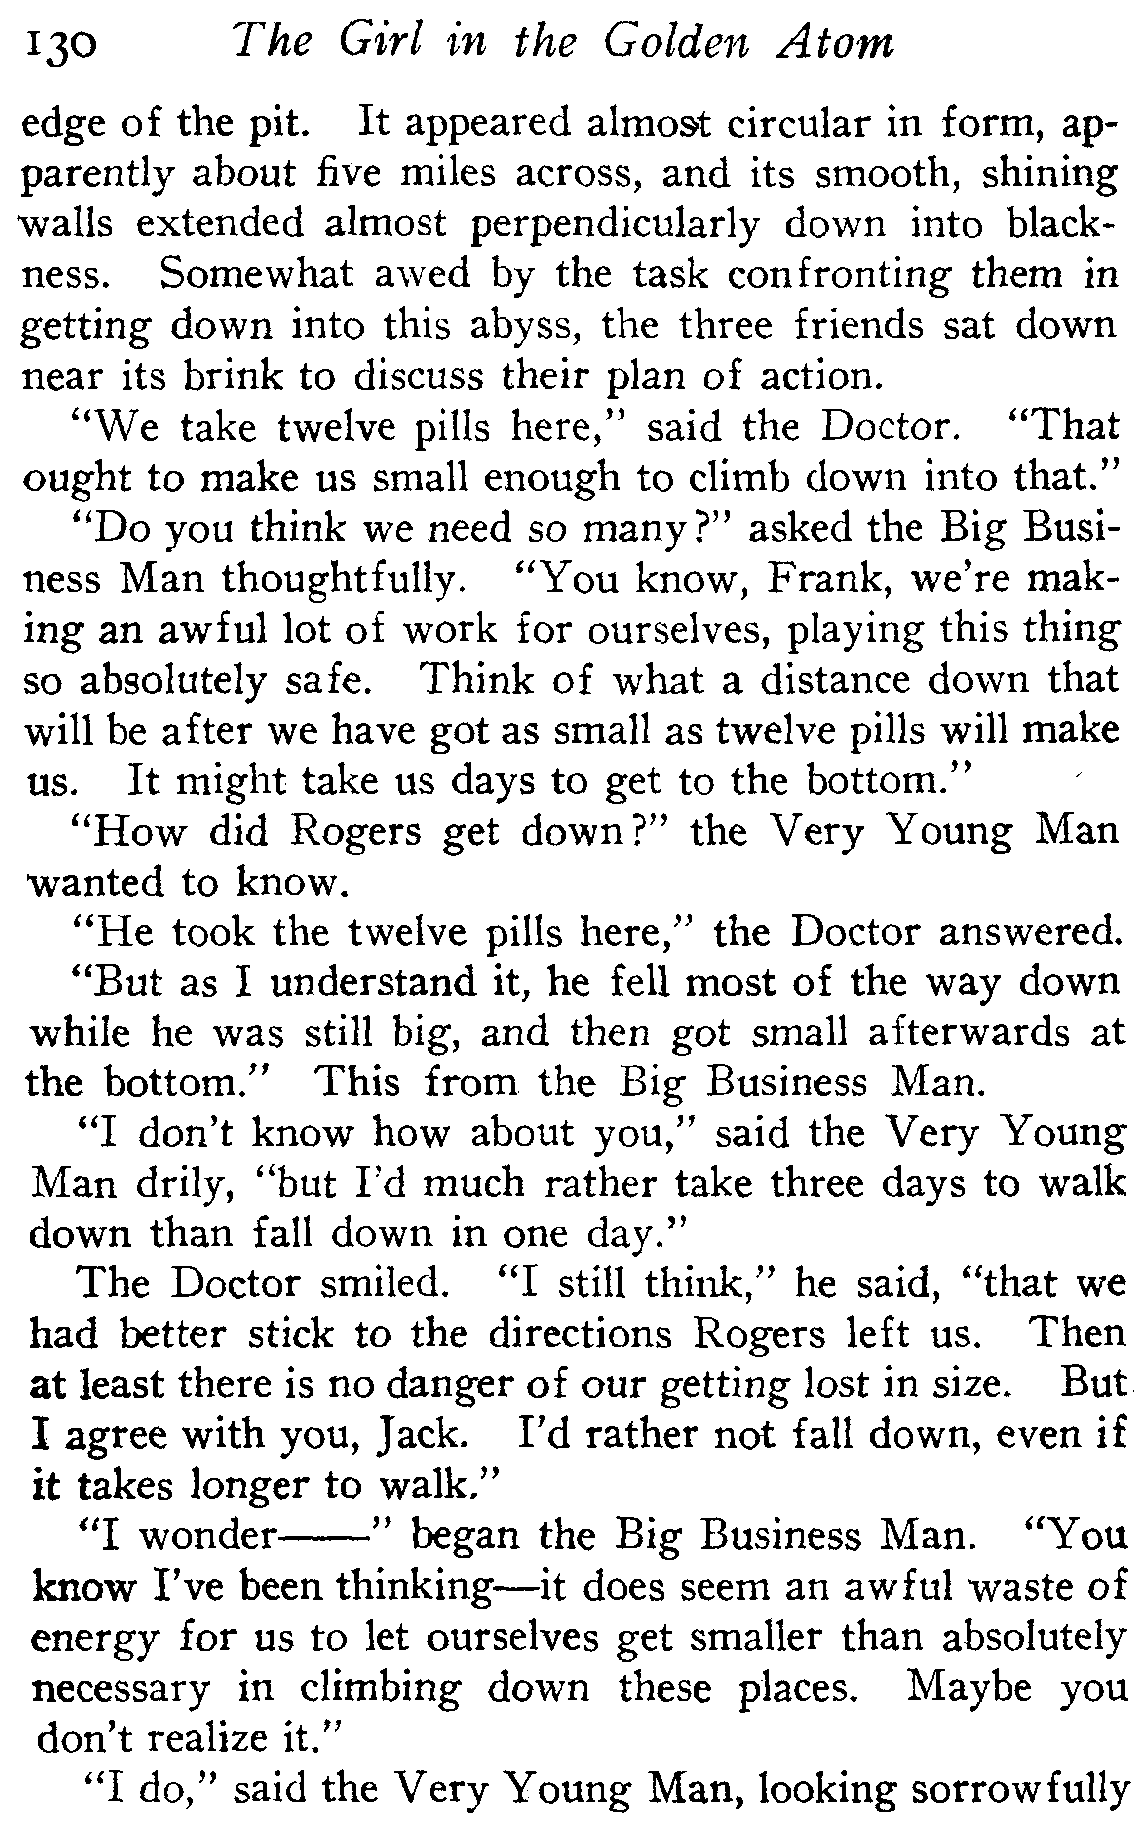 130 The Girl in the Golden Atom
edge of the pit. It appeared almost circular in form, ap-
parently about five miles across, and its smooth, shining
walls extended almost perpendicularly down into black-
ness. Somewhat awed by the task confronting them in
getting down into this abyss, the three friends sat down
near its brink to discuss their plan of action.
“We take twelve pills here,” said the Doctor. “That
ought to make us small enough to climb down into that.”
“Do you think we need so many?” asked the Big Busi-
ness Man thoughtfully. “You know, Frank, we’re mak-
ing an awful lot of work for ourselves, playing this thing
so absolutely safe. Think of what a distance down that
will be after we have got as small as twelve pills will make
us. It might take us days to get to the bottom.”
“How did Rogers get down?” the Very Young Man
wanted to know.
“He took the twelve pills here,” the Doctor answered.
“But as I understand it, he fell most of the way down
while he was still big, and then got small afterwards at
the bottom.” This from the Big Business Man.
“I don’t know how about you,” said the Very Young
Man drily, “but I’d much rather take three days to walk
down than fall down in one day.”
The Doctor smiled. “I still think,” he said, “that we
had better stick to the directions Rogers left us. Then
at least there is no danger of our getting lost in size. But
I agree with you, Jack. I’d rather not fall down, even if
it takes longer to walk.”
“I wonder——” began the Big Business Man. “You
know I’ve been thinking—it does seem an awful waste of
energy for us to let ourselves get smaller than absolutely
necessary in climbing down these places. Maybe you
don’t realize it.”
“I do,” said the Very Young Man, looking sorrowfully